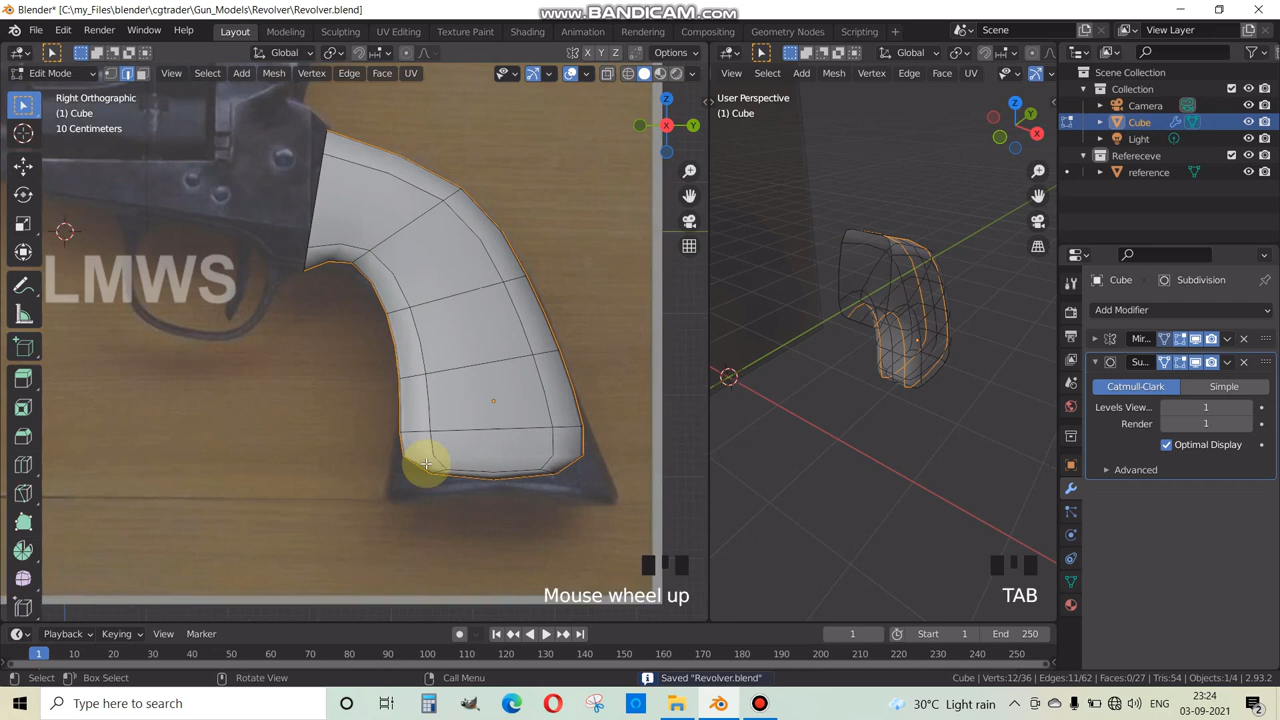 Blender* [C:\my_Files\blender\cgtrader\Gun_Models\Revolver\Revolver.blend]
www.BANDICAM.com
File Edit Render Window Help Layout Modeling Sculpting UV Editing Texture Paint Shading Animation Rendering Compositing Geometry Nodes Scripting + Scene View Layer
Global X Y Z Options Global
Edit Mode View Select Add Mesh Vertex Edge Face UV View Select Add Mesh Vertex Edge Face UV
Right Orthographic
(1) Cube
10 Centimeters
User Perspective
(1) Cube
Z
Y
X
Z
Y
X
Scene Collection
Collection
Camera
Cube
Light
Refereceve
reference
LMWS
Cube Subdivision
Add Modifier
Mir...
Su...
Catmull-Clark Simple
Levels View... 1
Render 1
Optimal Display
Advanced
Mouse wheel up
TAB
Playback Keying View Marker 1 Start 1 End 250
1 10 20 30 40 50 60 70 80 90 100 110 120 130 140 150 160 170 180 190 200 210 220 230 240 250
Select Box Select Rotate View Call Menu Saved "Revolver.blend" Cube | Verts:12/36 | Edges:11/62 | Faces:0/27 | Tris:54 | Objects:1/4 | 2.93.2
Type here to search
30°C Light rain
ENG
23:24
03-09-2021
2